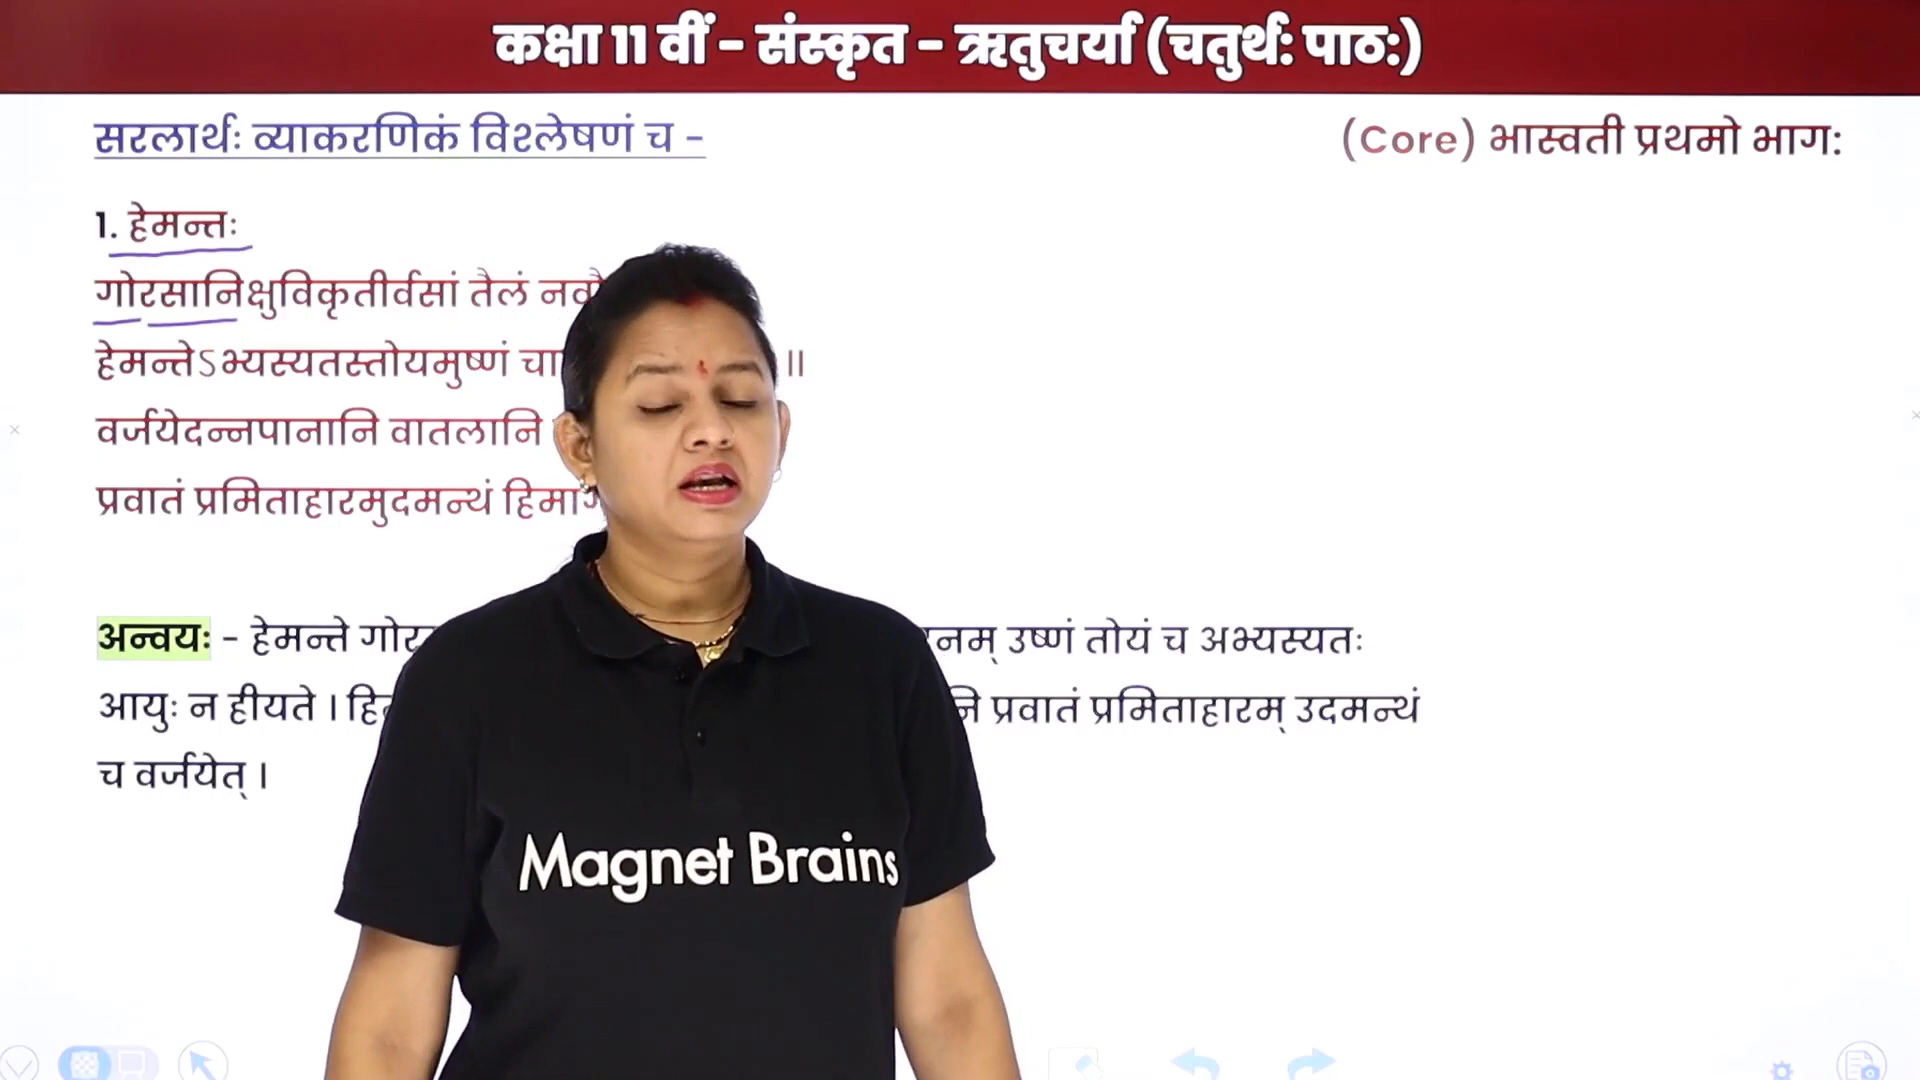 कक्षा 11 वीं - संस्कृत - ऋतुचर्या (चतुर्थ: पाठ:)
सरलार्थः व्याकरणिकं विश्लेषणं च -
(Core) भास्वती प्रथमो भाग:
1. हेमन्तः
गोरसानिक्षुविकृतीर्वसां तैलं
हेमन्तेऽभ्यस्यतस्तोयमुष्णं ॥
वर्जयेदन्नपानानि वातलानि
प्रवातं प्रमिताहारमुदमन्थं
अन्वयः - हेमन्ते उष्णं तोयं च अभ्यस्यतः
आयुः न हीयते । प्रवातं प्रमिताहारम् उदमन्थं
च वर्जयेत् ।
Magnet Brains